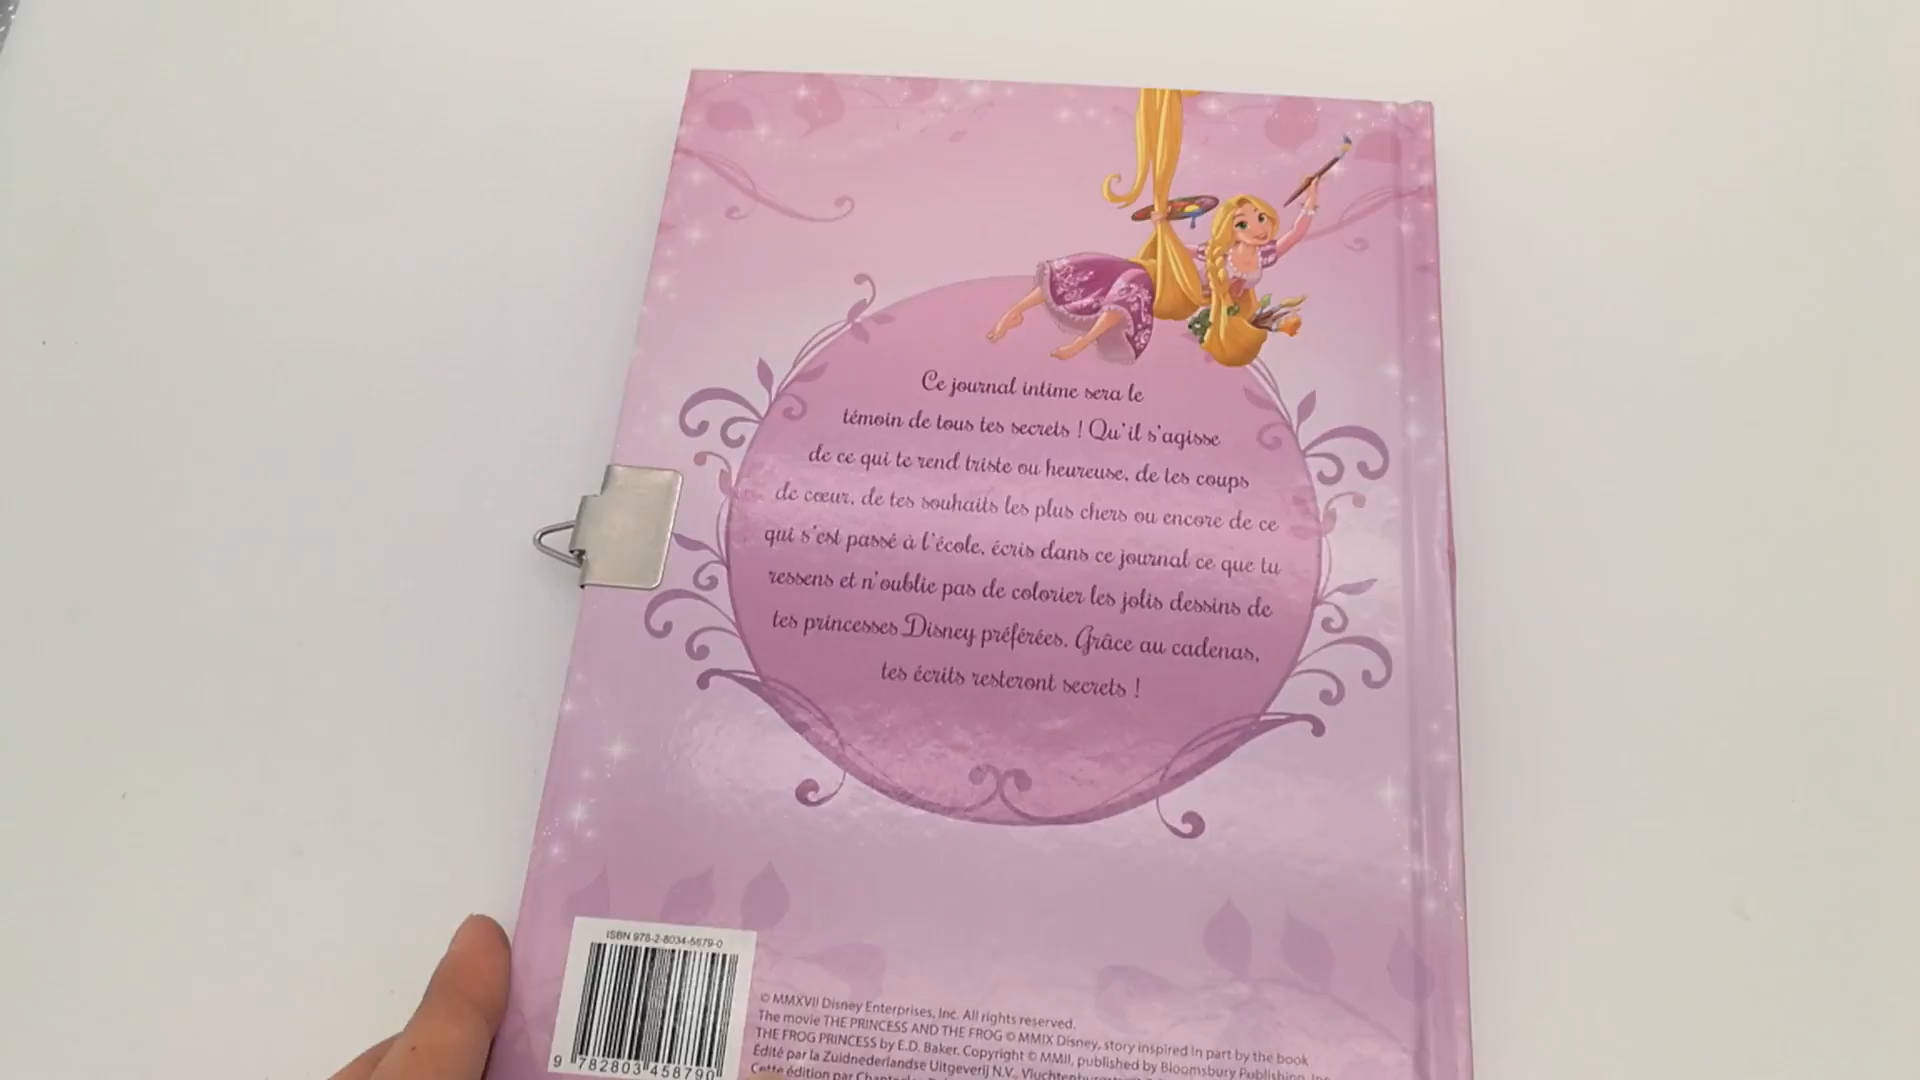 Ce journal intime sera le
témoin de tous tes secrets ! Qu'il s'agisse
de ce qui te rend triste ou heureuse, de tes coups
de cœur, de tes souhaits les plus chers ou encore de ce
qui s'est passé à l'école, écris dans ce journal ce que tu
ressens et n'oublie pas de colorier les jolis dessins de
tes princesses Disney préférées. Grâce au cadenas,
tes écrits resteront secrets !
ISBN 978-2-8034-5879-0
9 782803 458790
© MMXVII Disney Enterprises, Inc. All rights reserved.
The movie THE PRINCESS AND THE FROG © MMIX Disney, story inspired in part by the book
THE FROG PRINCESS by E.D. Baker. Copyright © MMII, published by Bloomsbury Publishing, Inc.
Édité par la Zuidnederlandse Uitgeverij N.V.,
Cette édition par